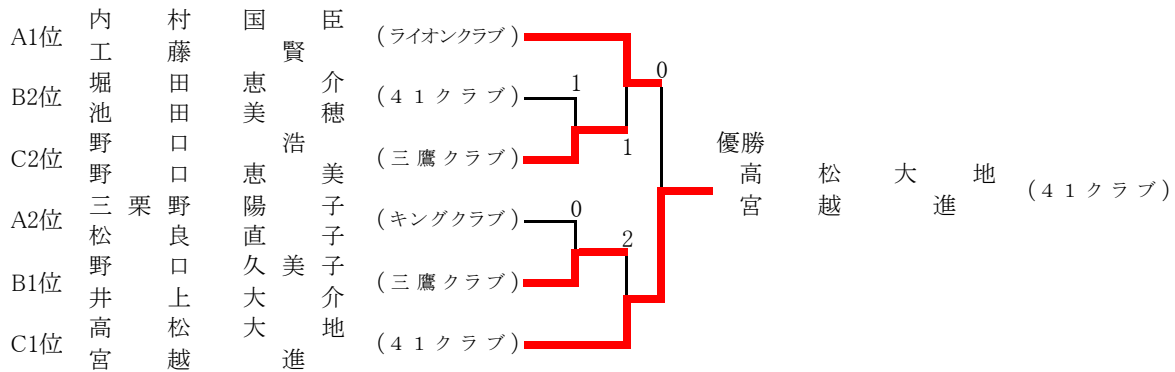 A1位 内村国臣 (ライオンクラブ)
工藤賢
0
B2位 堀田恵介 (41クラブ) 1
池田美穂
C2位 野口浩 (三鷹クラブ) 1
野口恵美
優勝
高松大地 (41クラブ)
宮越進
A2位 三栗野陽子 (キングクラブ) 0
松良直子
2
B1位 野口久美子 (三鷹クラブ)
井上大介
C1位 高松大地 (41クラブ)
宮越進